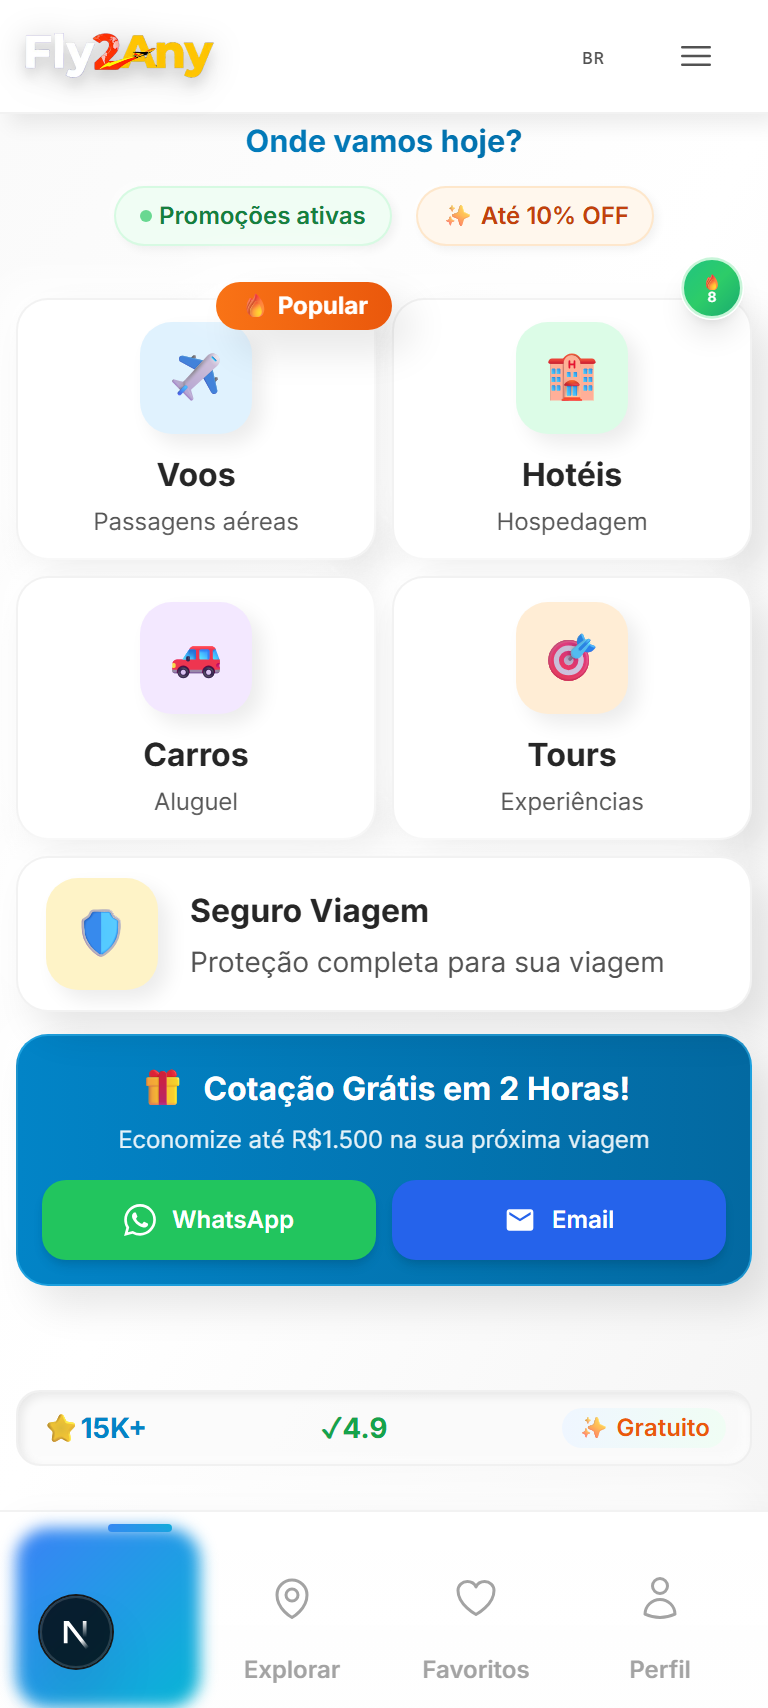 Fly2Any
BR
Onde vamos hoje?
Promoções ativas
Até 10% OFF
Popular
8
H
Voos
Passagens aéreas
Hotéis
Hospedagem
Carros
Aluguel
Tours
Experiências
Seguro Viagem
Proteção completa para sua viagem
Cotação Grátis em 2 Horas!
Economize até R$1.500 na sua próxima viagem
WhatsApp
Email
15K+
✓4.9
Gratuito
N
Explorar
Favoritos
Perfil